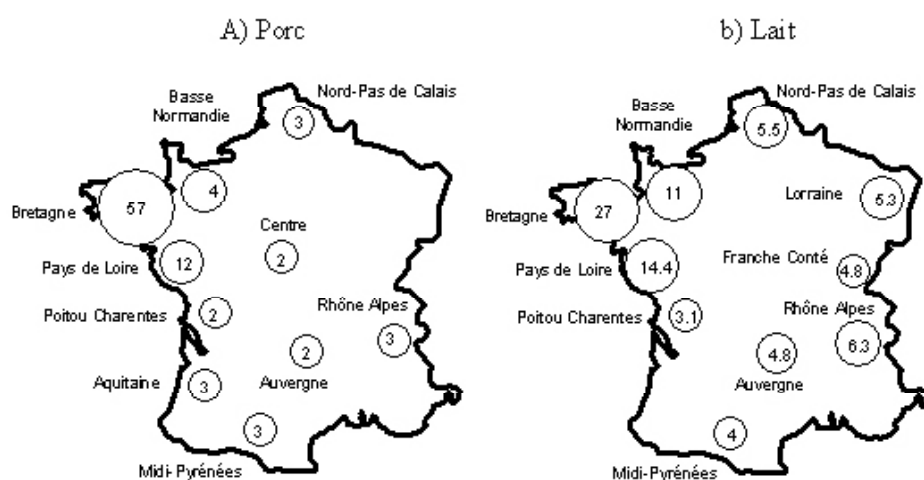 A) Porc
Nord-Pas de Calais
Basse
Normandie
3
4
57
Bretagne
Centre
2
12
Pays de Loire
Rhône Alpes
2
Poitou Charentes
3
2
Auvergne
Aquitaine
3
3
Midi-Pyrénées
b) Lait
Nord-Pas de Calais
Basse
Normandie
5.5
11
Lorraine
5.3
27
Bretagne
Franche Conté
14.4
Pays de Loire
4.8
Rhône Alpes
3.1
Poitou Charentes
6.3
4.8
Auvergne
4
Midi-Pyrénées